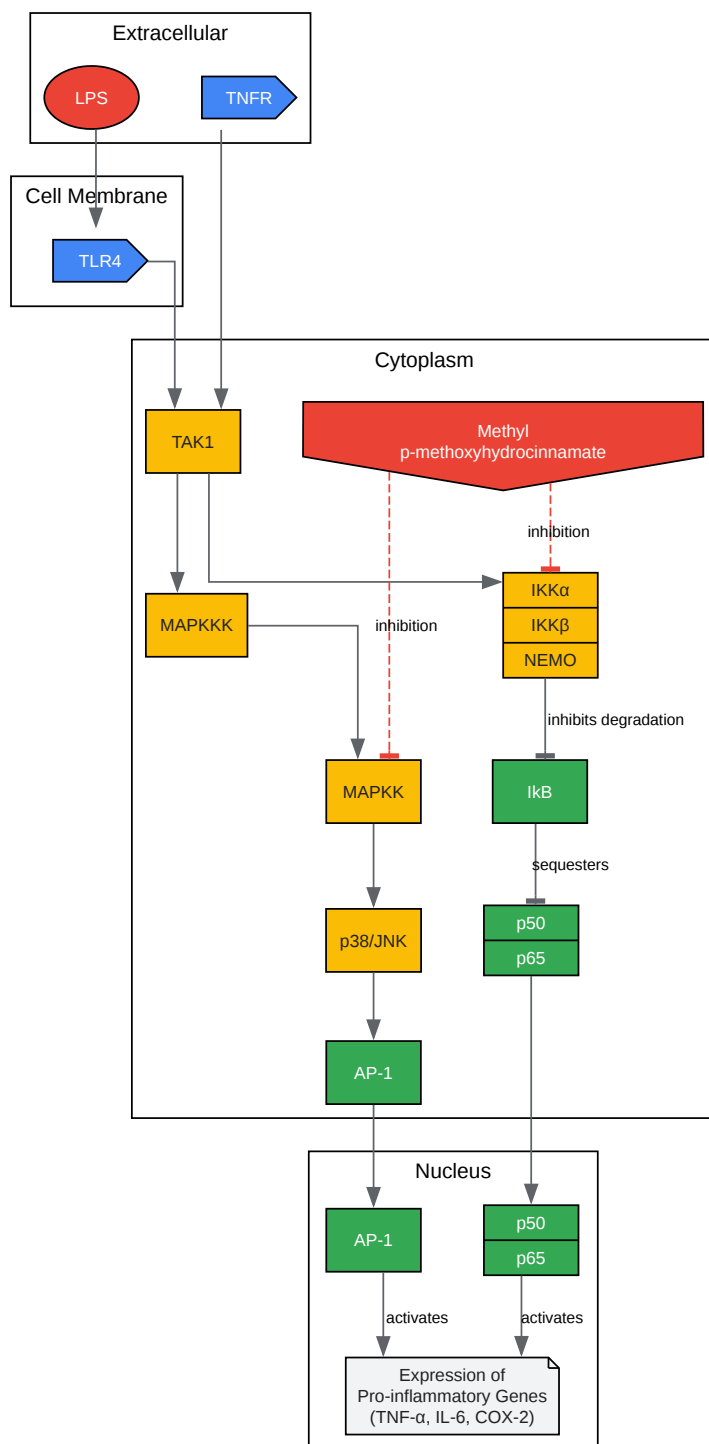 Extracellular
LPS
TNFR
Cell Membrane
TLR4
Cytoplasm
TAK1
Methyl
p-methoxyhydrocinnamate
inhibition
IKKα
MAPKKK
inhibition
IKKβ
NEMO
inhibits degradation
MAPKK
IkB
sequesters
p38/JNK
p50
p65
AP-1
Nucleus
AP-1
p50
p65
activates
activates
Expression of
Pro-inflammatory Genes
(TNF-α, IL-6, COX-2)